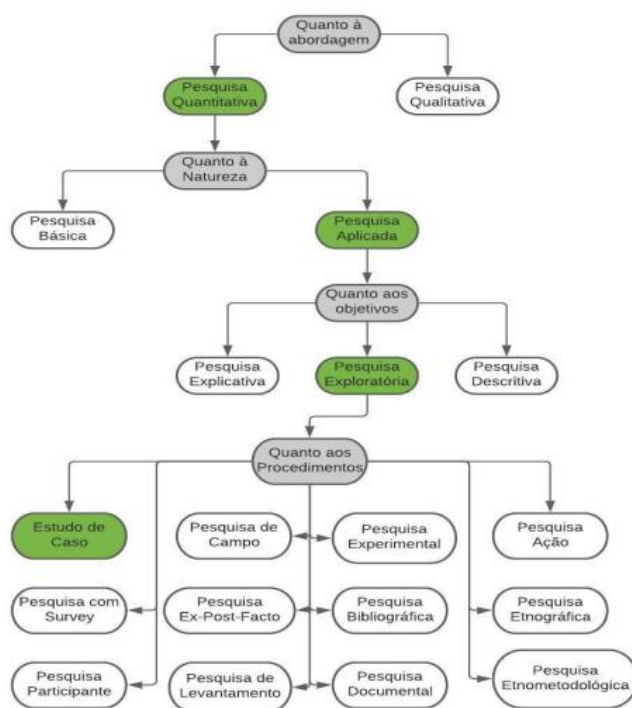 Quanto à
abordagem
Pesquisa
Quantitativa
Pesquisa
Qualitativa
Quanto à
Natureza
Pesquisa
Básica
Pesquisa
Aplicada
Quanto aos
objetivos
Pesquisa
Explicativa
Pesquisa
Exploratória
Pesquisa
Descritiva
Quanto aos
Procedimentos
Estudo de
Caso
Pesquisa de
Campo
Pesquisa
Experimental
Pesquisa
Ação
Pesquisa com
Survey
Pesquisa
Ex-Post-Facto
Pesquisa
Bibliográfica
Pesquisa
Etnográfica
Pesquisa
Participante
Pesquisa de
Levantamento
Pesquisa
Documental
Pesquisa
Etnometodológica